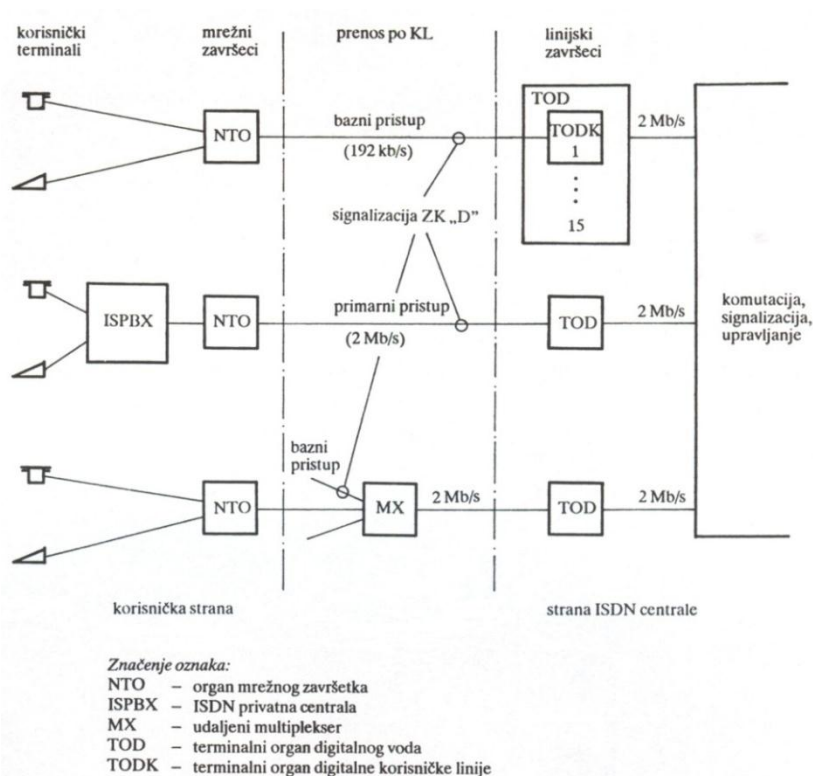 korisnički
terminali
mrežni
završeci
prenos po KL
linijski
završeci
NTO
bazni pristup
(192 kb/s)
TOD
TODK
1
15
2 Mb/s
signalizacija ZK „D”
ISPBX
NTO
primarni pristup
(2 Mb/s)
TOD
2 Mb/s
komutacija,
signalizacija,
upravljanje
NTO
bazni
pristup
MX
2 Mb/s
TOD
2 Mb/s
korisnička strana
strana ISDN centrale
Značenje oznaka:
NTO – organ mrežnog završetka
ISPBX – ISDN privatna centrala
MX – udaljeni multiplekser
TOD – terminalni organ digitalnog voda
TODK – terminalni organ digitalne korisničke linije